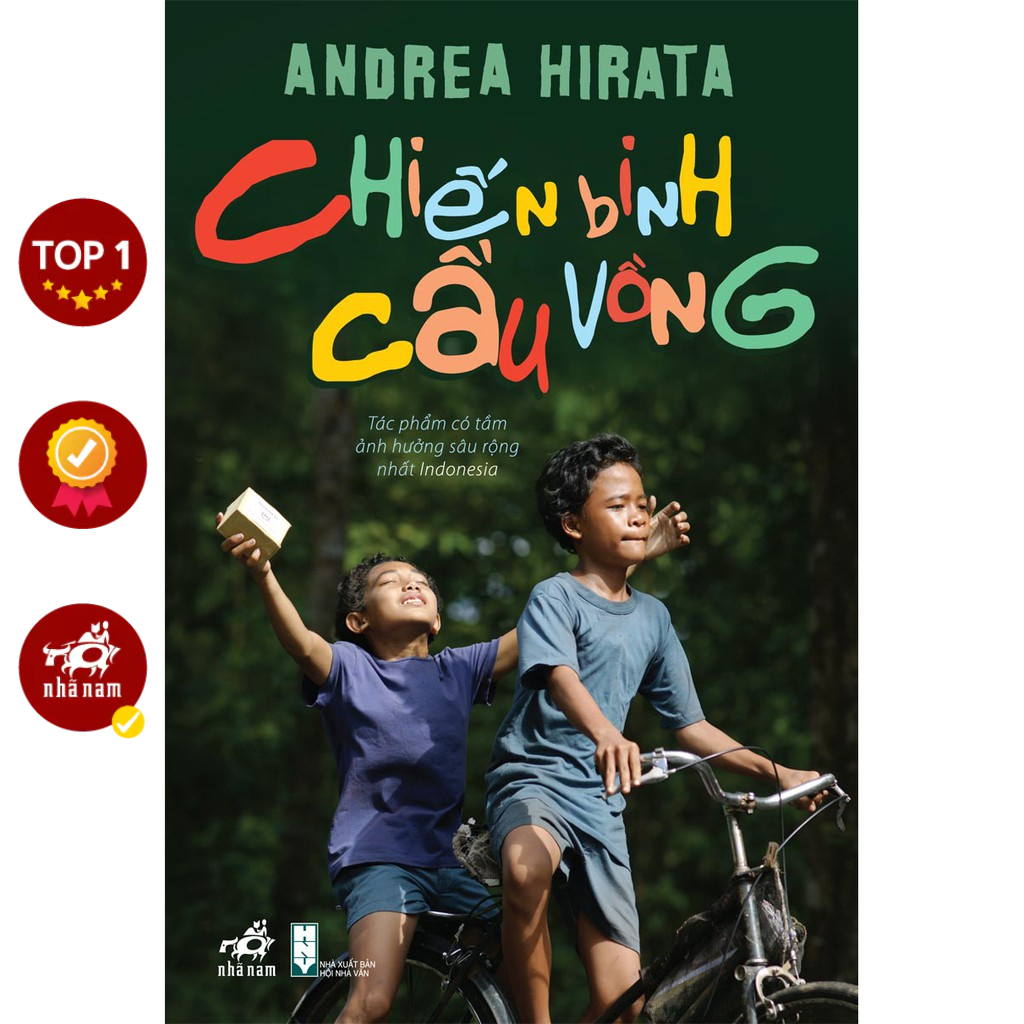 ANDREA HIRATA
CHiẾN biNH
CẦU VỒNG
Tác phẩm có tầm
ảnh hưởng sâu rộng
nhất Indonesia
TOP 1
nhã nam
nhã nam
HNV
NHÀ XUẤT BẢN
HỘI NHÀ VĂN